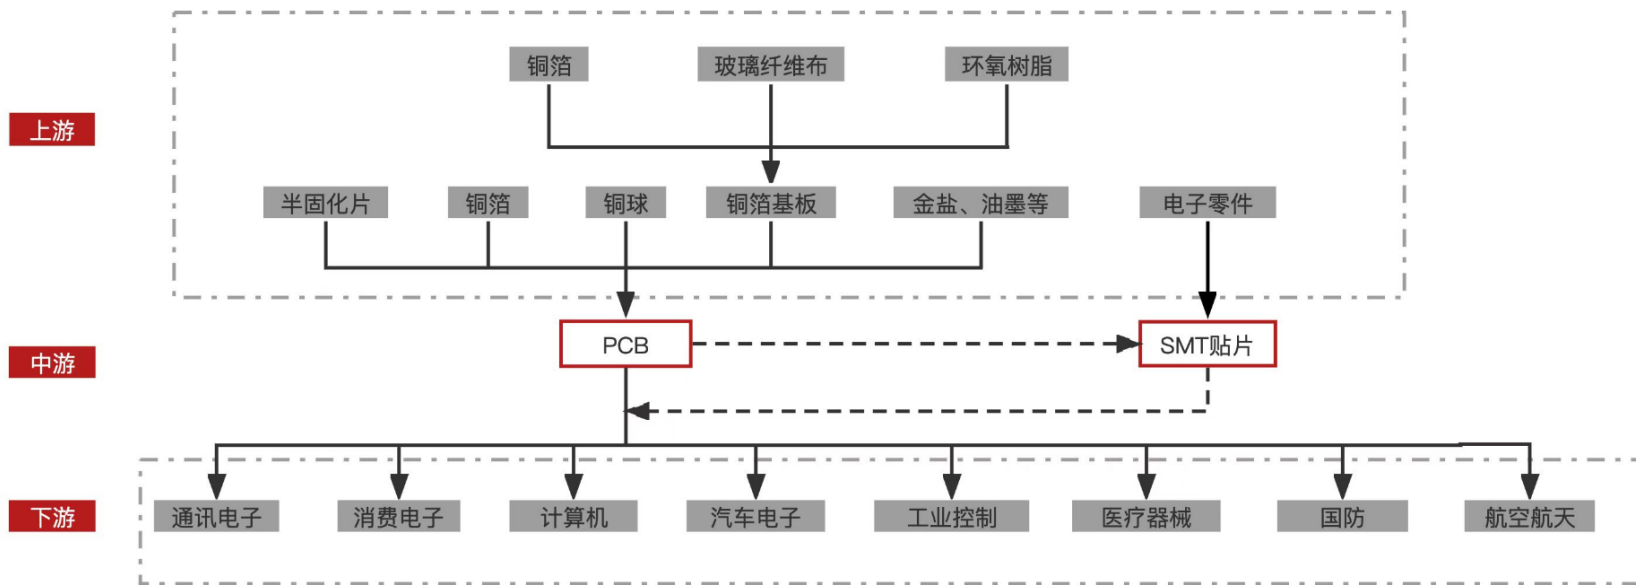 铜箔
玻璃纤维布
环氧树脂
上游
半固化片
铜箔
铜球
铜箔基板
金盐、油墨等
电子零件
中游
PCB
SMT贴片
下游
通讯电子
消费电子
计算机
汽车电子
工业控制
医疗器械
国防
航空航天